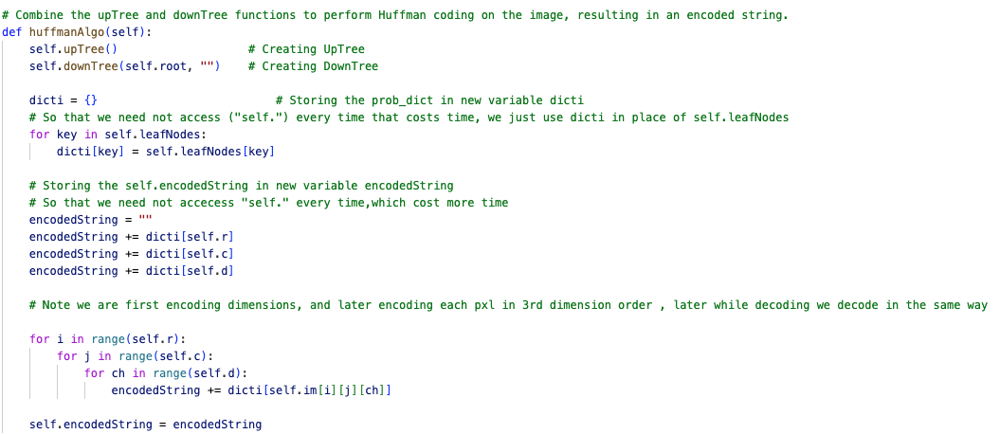 # Combine the upTree and downTree functions to perform Huffman coding on the image, resulting in an encoded string.
def huffmanAlgo(self):
    self.upTree()                   # Creating UpTree
    self.downTree(self.root, "")    # Creating DownTree

    dicti = {}                          # Storing the prob_dict in new variable dicti
    # So that we need not access ("self.") every time that costs time, we just use dicti in place of self.leafNodes
    for key in self.leafNodes:
        dicti[key] = self.leafNodes[key]

    # Storing the self.encodedString in new variable encodedString
    # So that we need not accecess "self." every time,which cost more time
    encodedString = ""
    encodedString += dicti[self.r]
    encodedString += dicti[self.c]
    encodedString += dicti[self.d]

    # Note we are first encoding dimensions, and later encoding each pxl in 3rd dimension order , later while decoding we decode in the same way

    for i in range(self.r):
        for j in range(self.c):
            for ch in range(self.d):
                encodedString += dicti[self.im[i][j][ch]]

    self.encodedString = encodedString